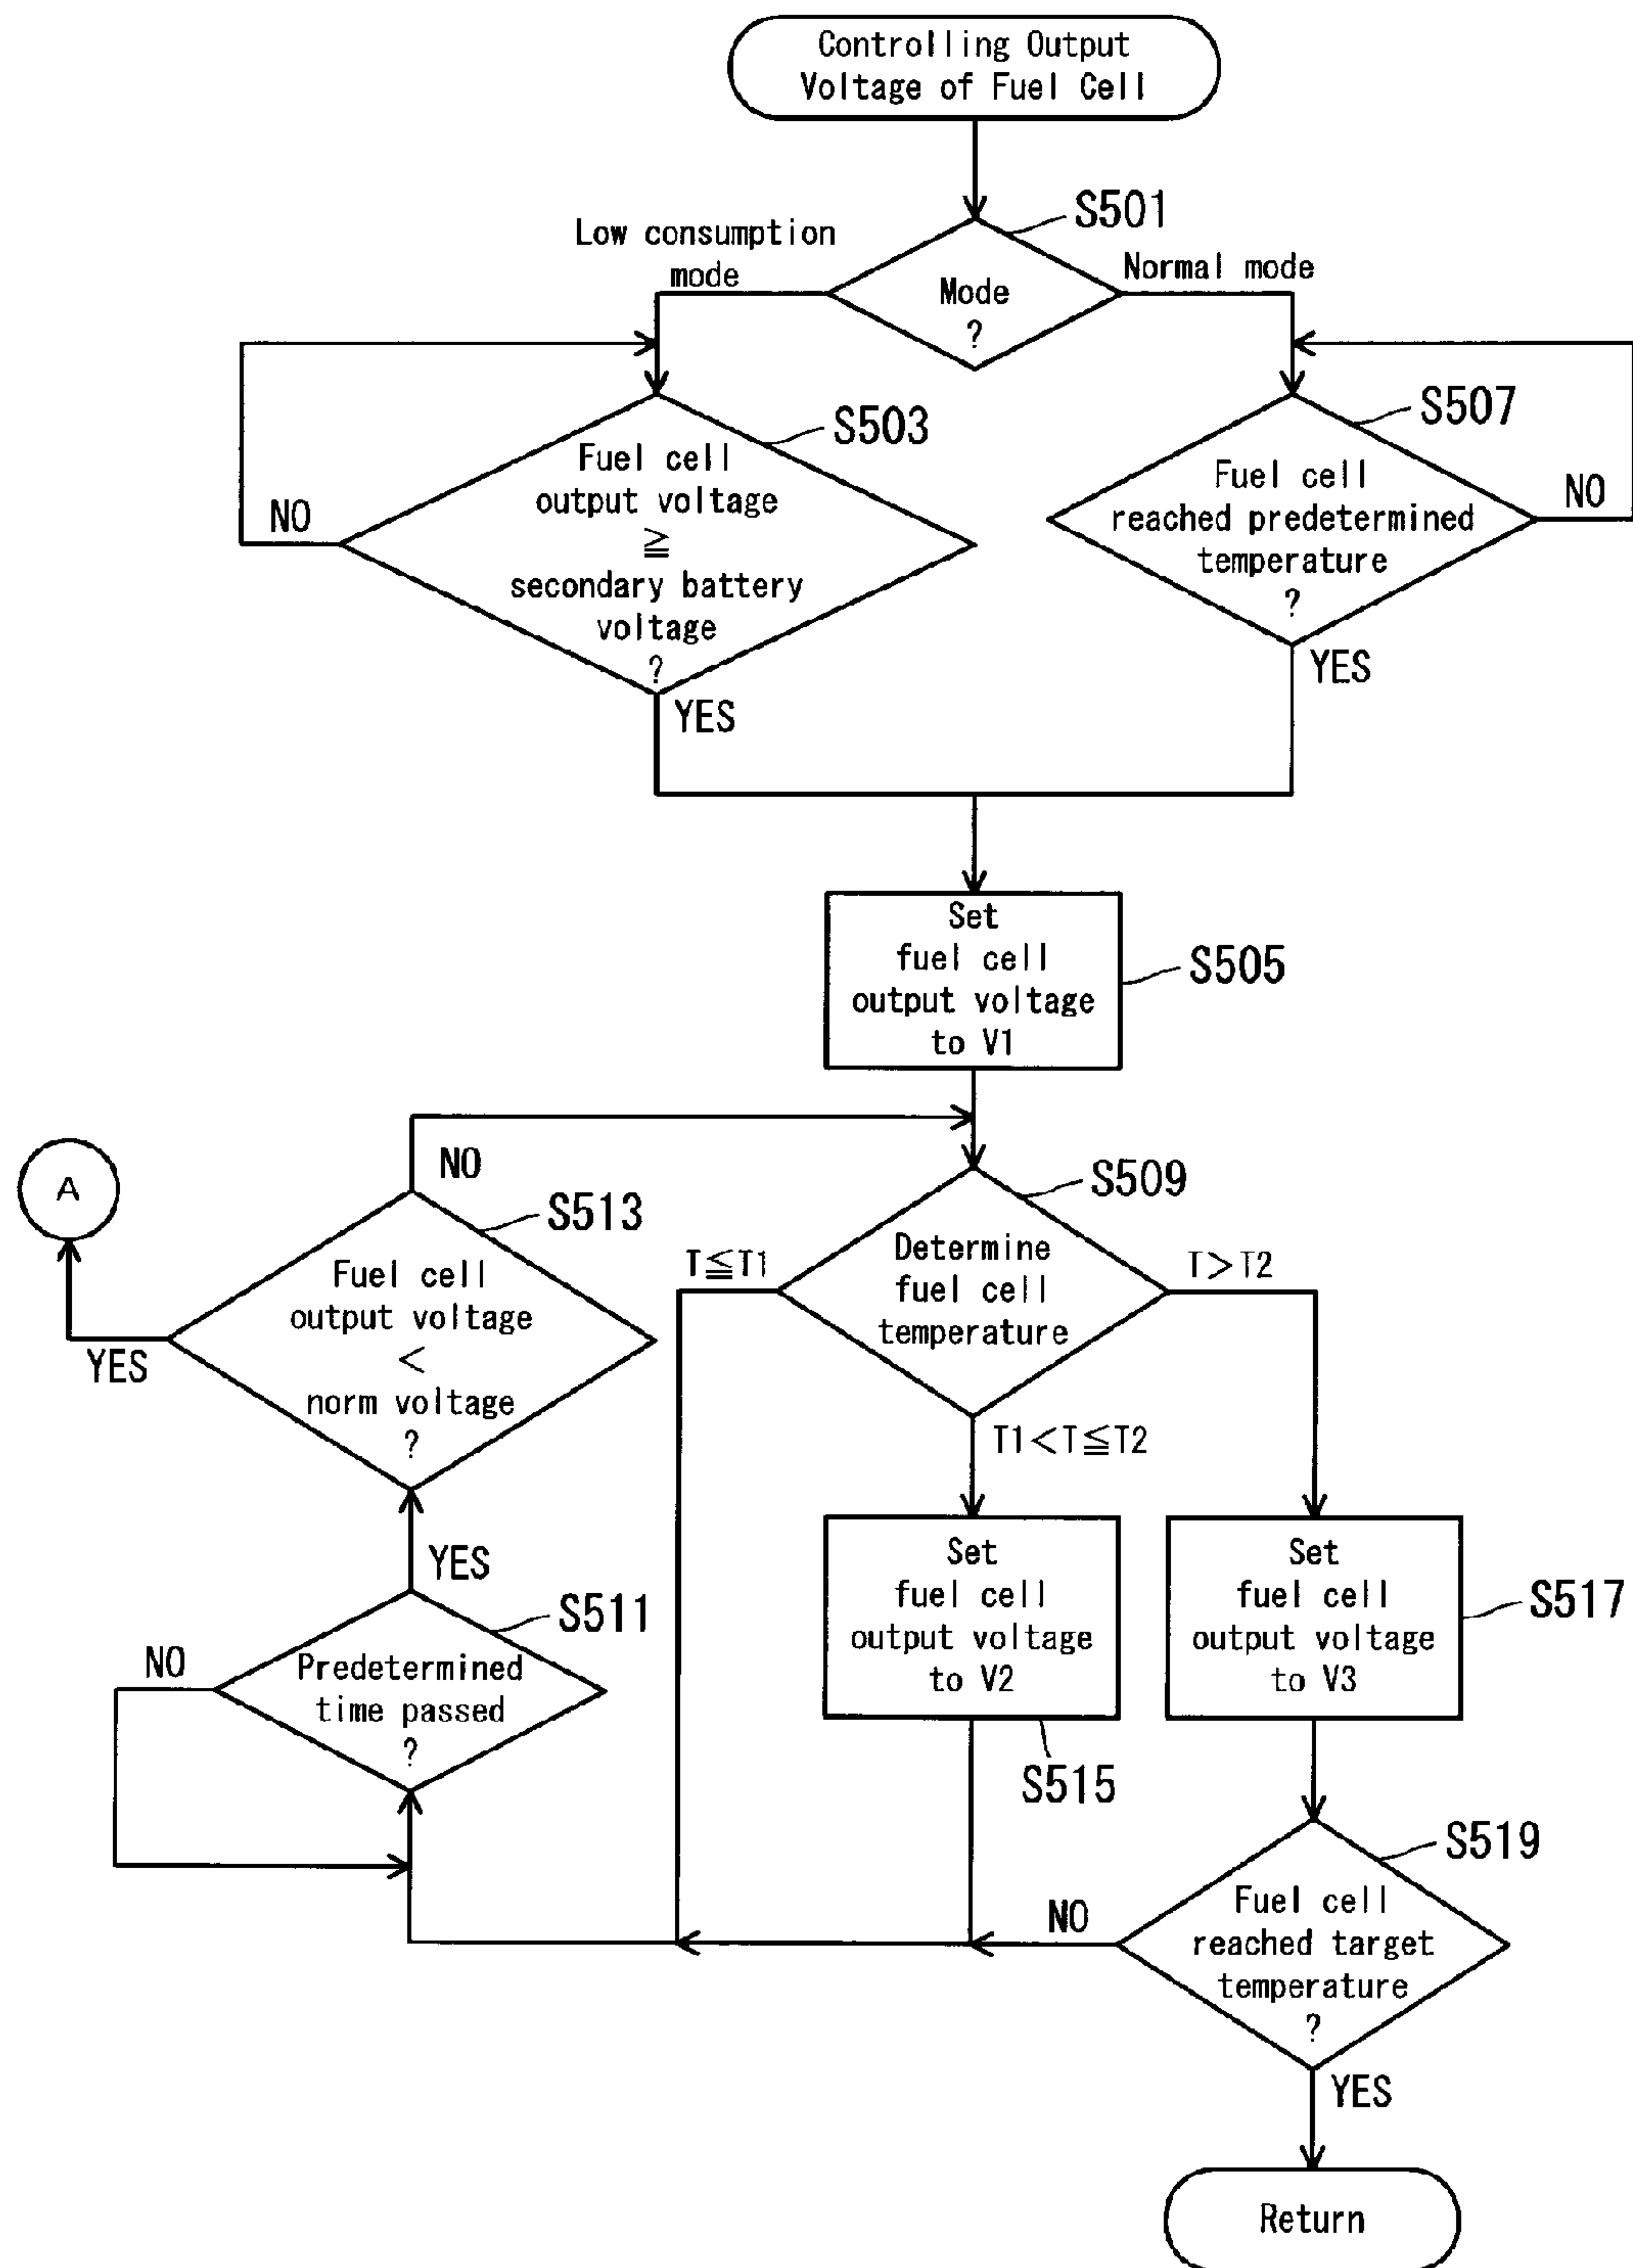 Controlling Output
Voltage of Fuel Cell
S501
Low consumption
mode
Normal mode
Mode
?
S503
S507
Fuel cell
output voltage
≧
secondary battery
voltage
?
NO
YES
Fuel cell
reached predetermined
temperature
?
NO
YES
Set
fuel cell
output voltage
to V1
S505
A
NO
S513
Fuel cell
output voltage
<
norm voltage
?
YES
S509
Determine
fuel cell
temperature
T≦T1
T>T2
T1<T≦T2
YES
S511
NO
Predetermined
time passed
?
Set
fuel cell
output voltage
to V2
S515
Set
fuel cell
output voltage
to V3
S517
S519
Fuel cell
reached target
temperature
?
NO
YES
Return